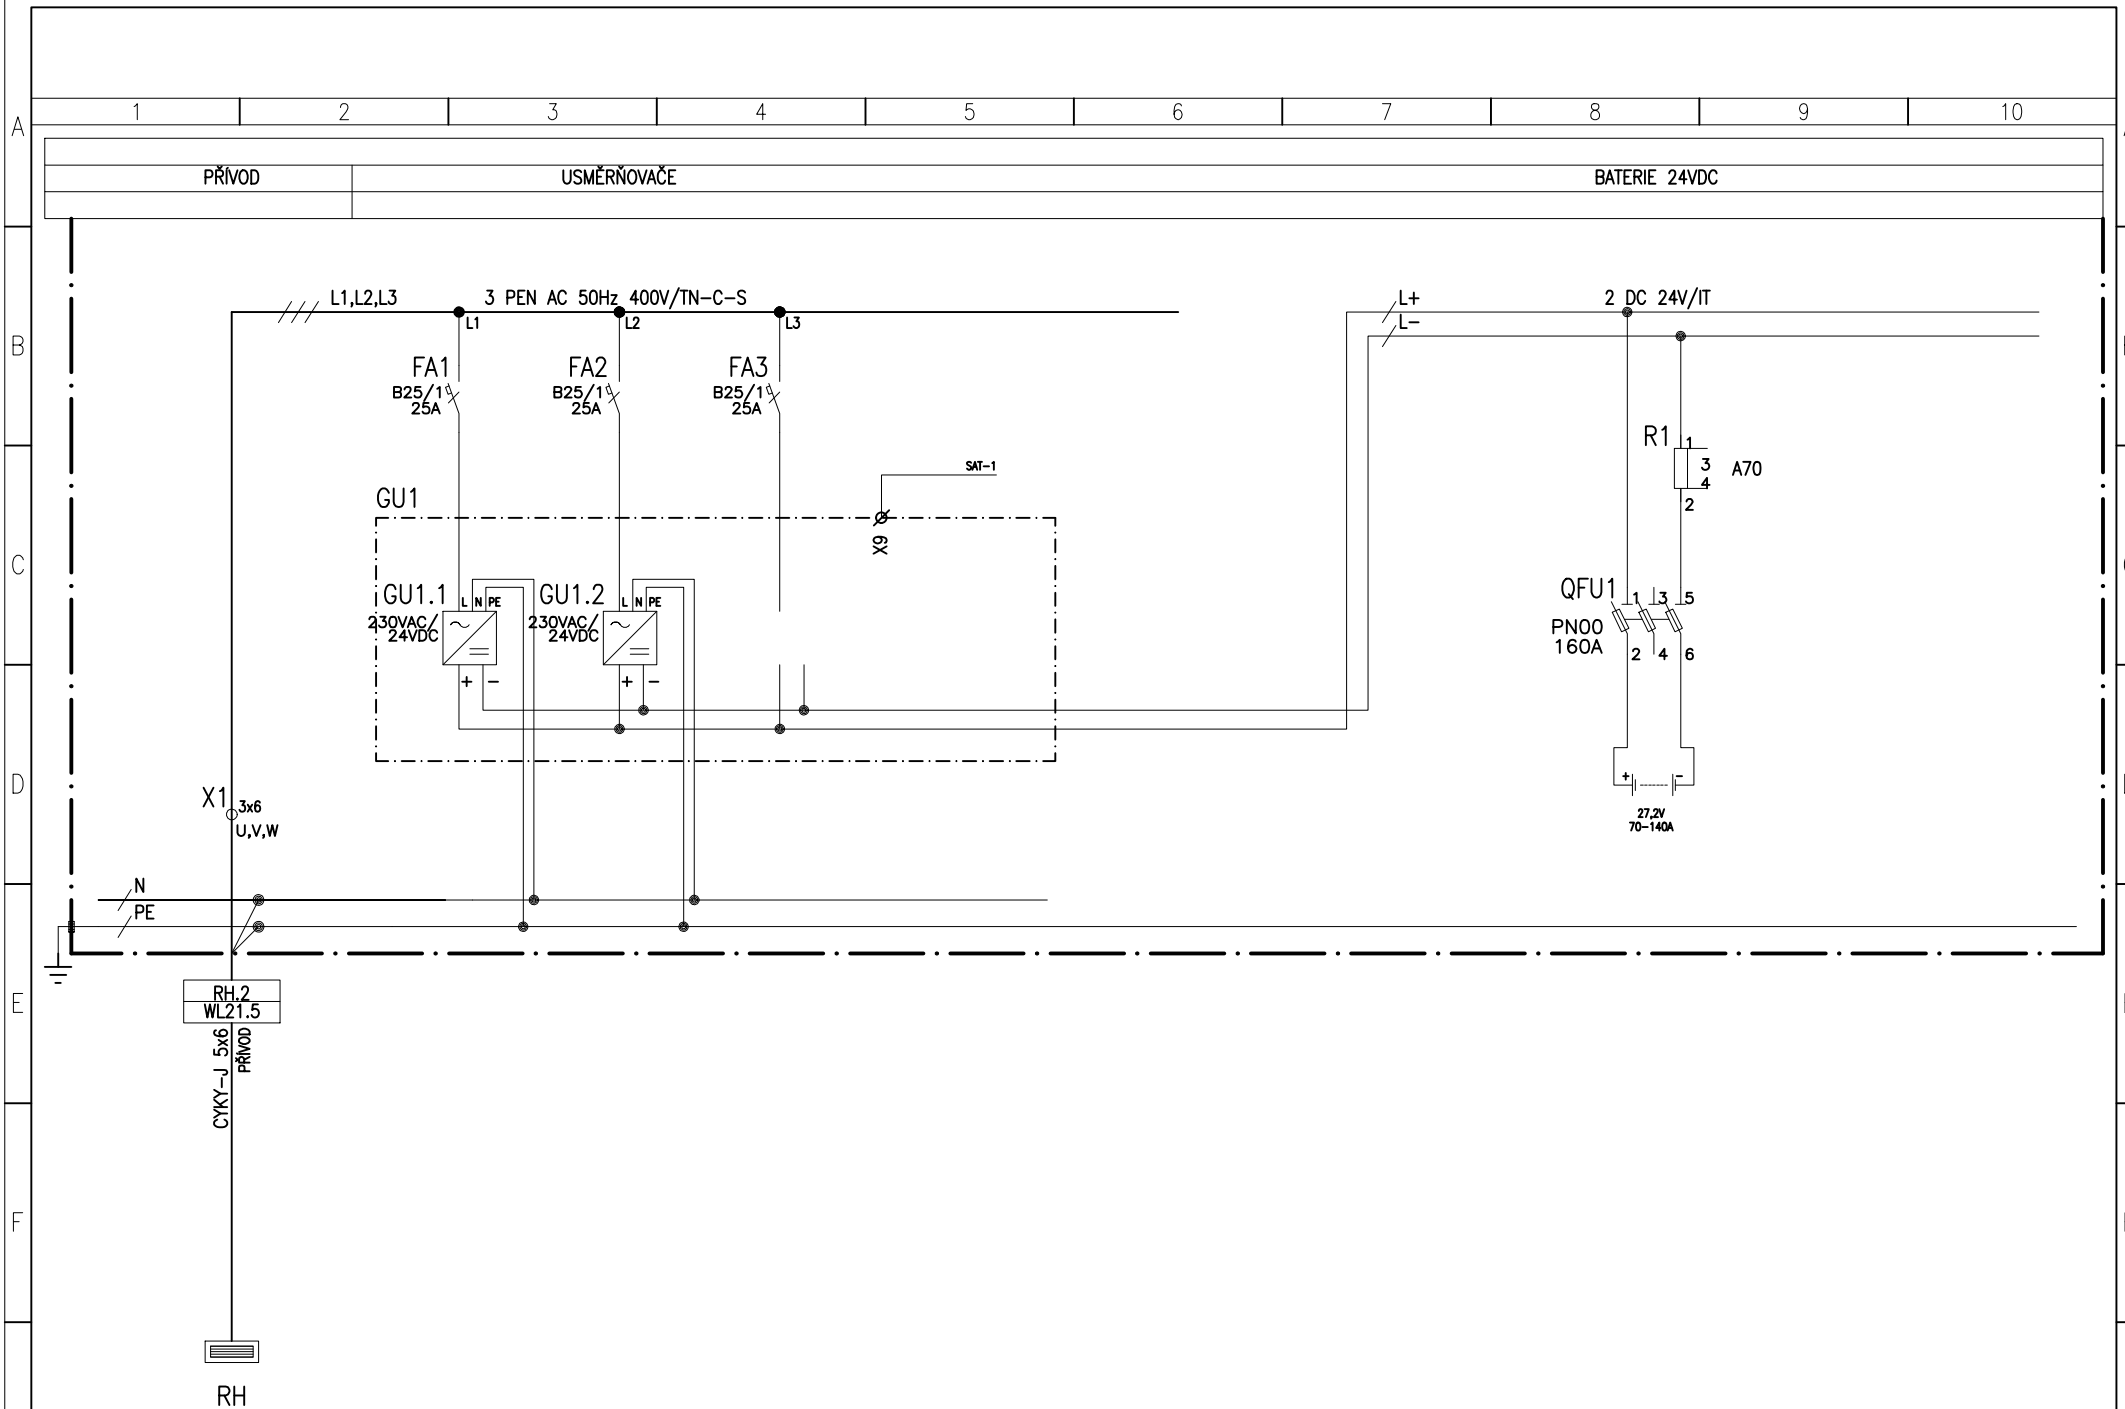 1 2 3 4 5 6 7 8 9 10
A
PŘÍVOD USMĚRŇOVAČE BATERIE 24VDC
L1,L2,L3 3 PEN AC 50Hz 400V/TN-C-S L+ 2 DC 24V/IT
L1 L2 L3 L-
B
FA1 FA2 FA3
B25/1 B25/1 B25/1
25A 25A 25A
R1 1
3 A70
4
2
SAT-1
GU1
X9
C
GU1.1 L N PE GU1.2 L N PE
230VAC/ 230VAC/
24VDC 24VDC
QFU1 1 3 5
PN00
160A 2 4 6
+ - + -
D
+ -
27,2V
70-140A
X1 3x6
U,V,W
N
PE
E
RH.2
WL21.5
CYKY-J 5x6
PŘÍVOD
F
RH